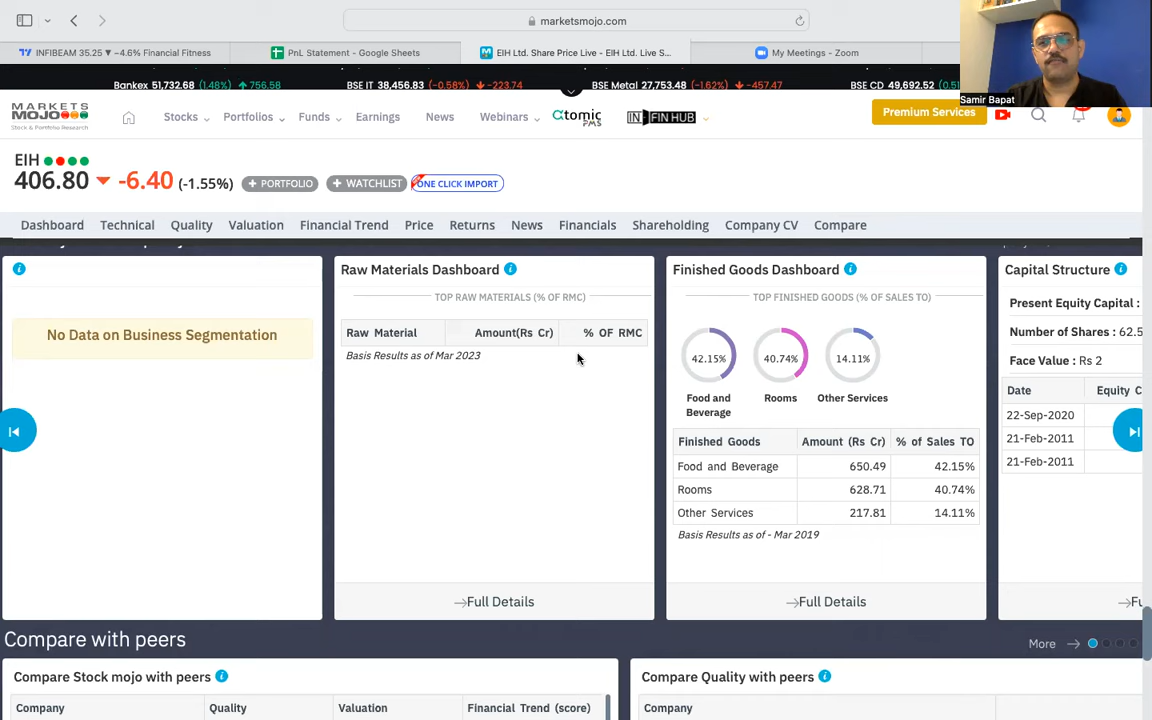 marketsmojo.com
INFIBEAM 35.25 ▼ −4.6% Financial Fitness
PnL Statement - Google Sheets
EIH Ltd. Share Price Live - EIH Ltd. Live S...
My Meetings - Zoom
Bankex 51,732.68 (1.48%) 756.58
BSE IT 38,456.83 (-0.58%) -223.74
BSE Metal 27,753.48 (-1.62%) -457.47
BSE CD 49,692.52 (0.5
Samir Bapat
MARKETS
MOJO
Stock & Portfolio Research
Stocks
Portfolios
Funds
Earnings
News
Webinars
atomic
PMS
IN FIN HUB
Premium Services
EIH
406.80 -6.40 (-1.55%)
+ PORTFOLIO
+ WATCHLIST
ONE CLICK IMPORT
Dashboard Technical Quality Valuation Financial Trend Price Returns News Financials Shareholding Company CV Compare
No Data on Business Segmentation
Raw Materials Dashboard
TOP RAW MATERIALS (% OF RMC)
Raw Material Amount(Rs Cr) % OF RMC
Basis Results as of Mar 2023
Full Details
Finished Goods Dashboard
TOP FINISHED GOODS (% OF SALES TO)
42.15% 40.74% 14.11%
Food and
Beverage
Rooms
Other Services
Finished Goods Amount (Rs Cr) % of Sales TO
Food and Beverage 650.49 42.15%
Rooms 628.71 40.74%
Other Services 217.81 14.11%
Basis Results as of - Mar 2019
Full Details
Capital Structure
Present Equity Capital :
Number of Shares : 62.5
Face Value : Rs 2
Date Equity C
22-Sep-2020
21-Feb-2011
21-Feb-2011
Fu
Compare with peers
More
Compare Stock mojo with peers
Company Quality Valuation Financial Trend (score)
Compare Quality with peers
Company